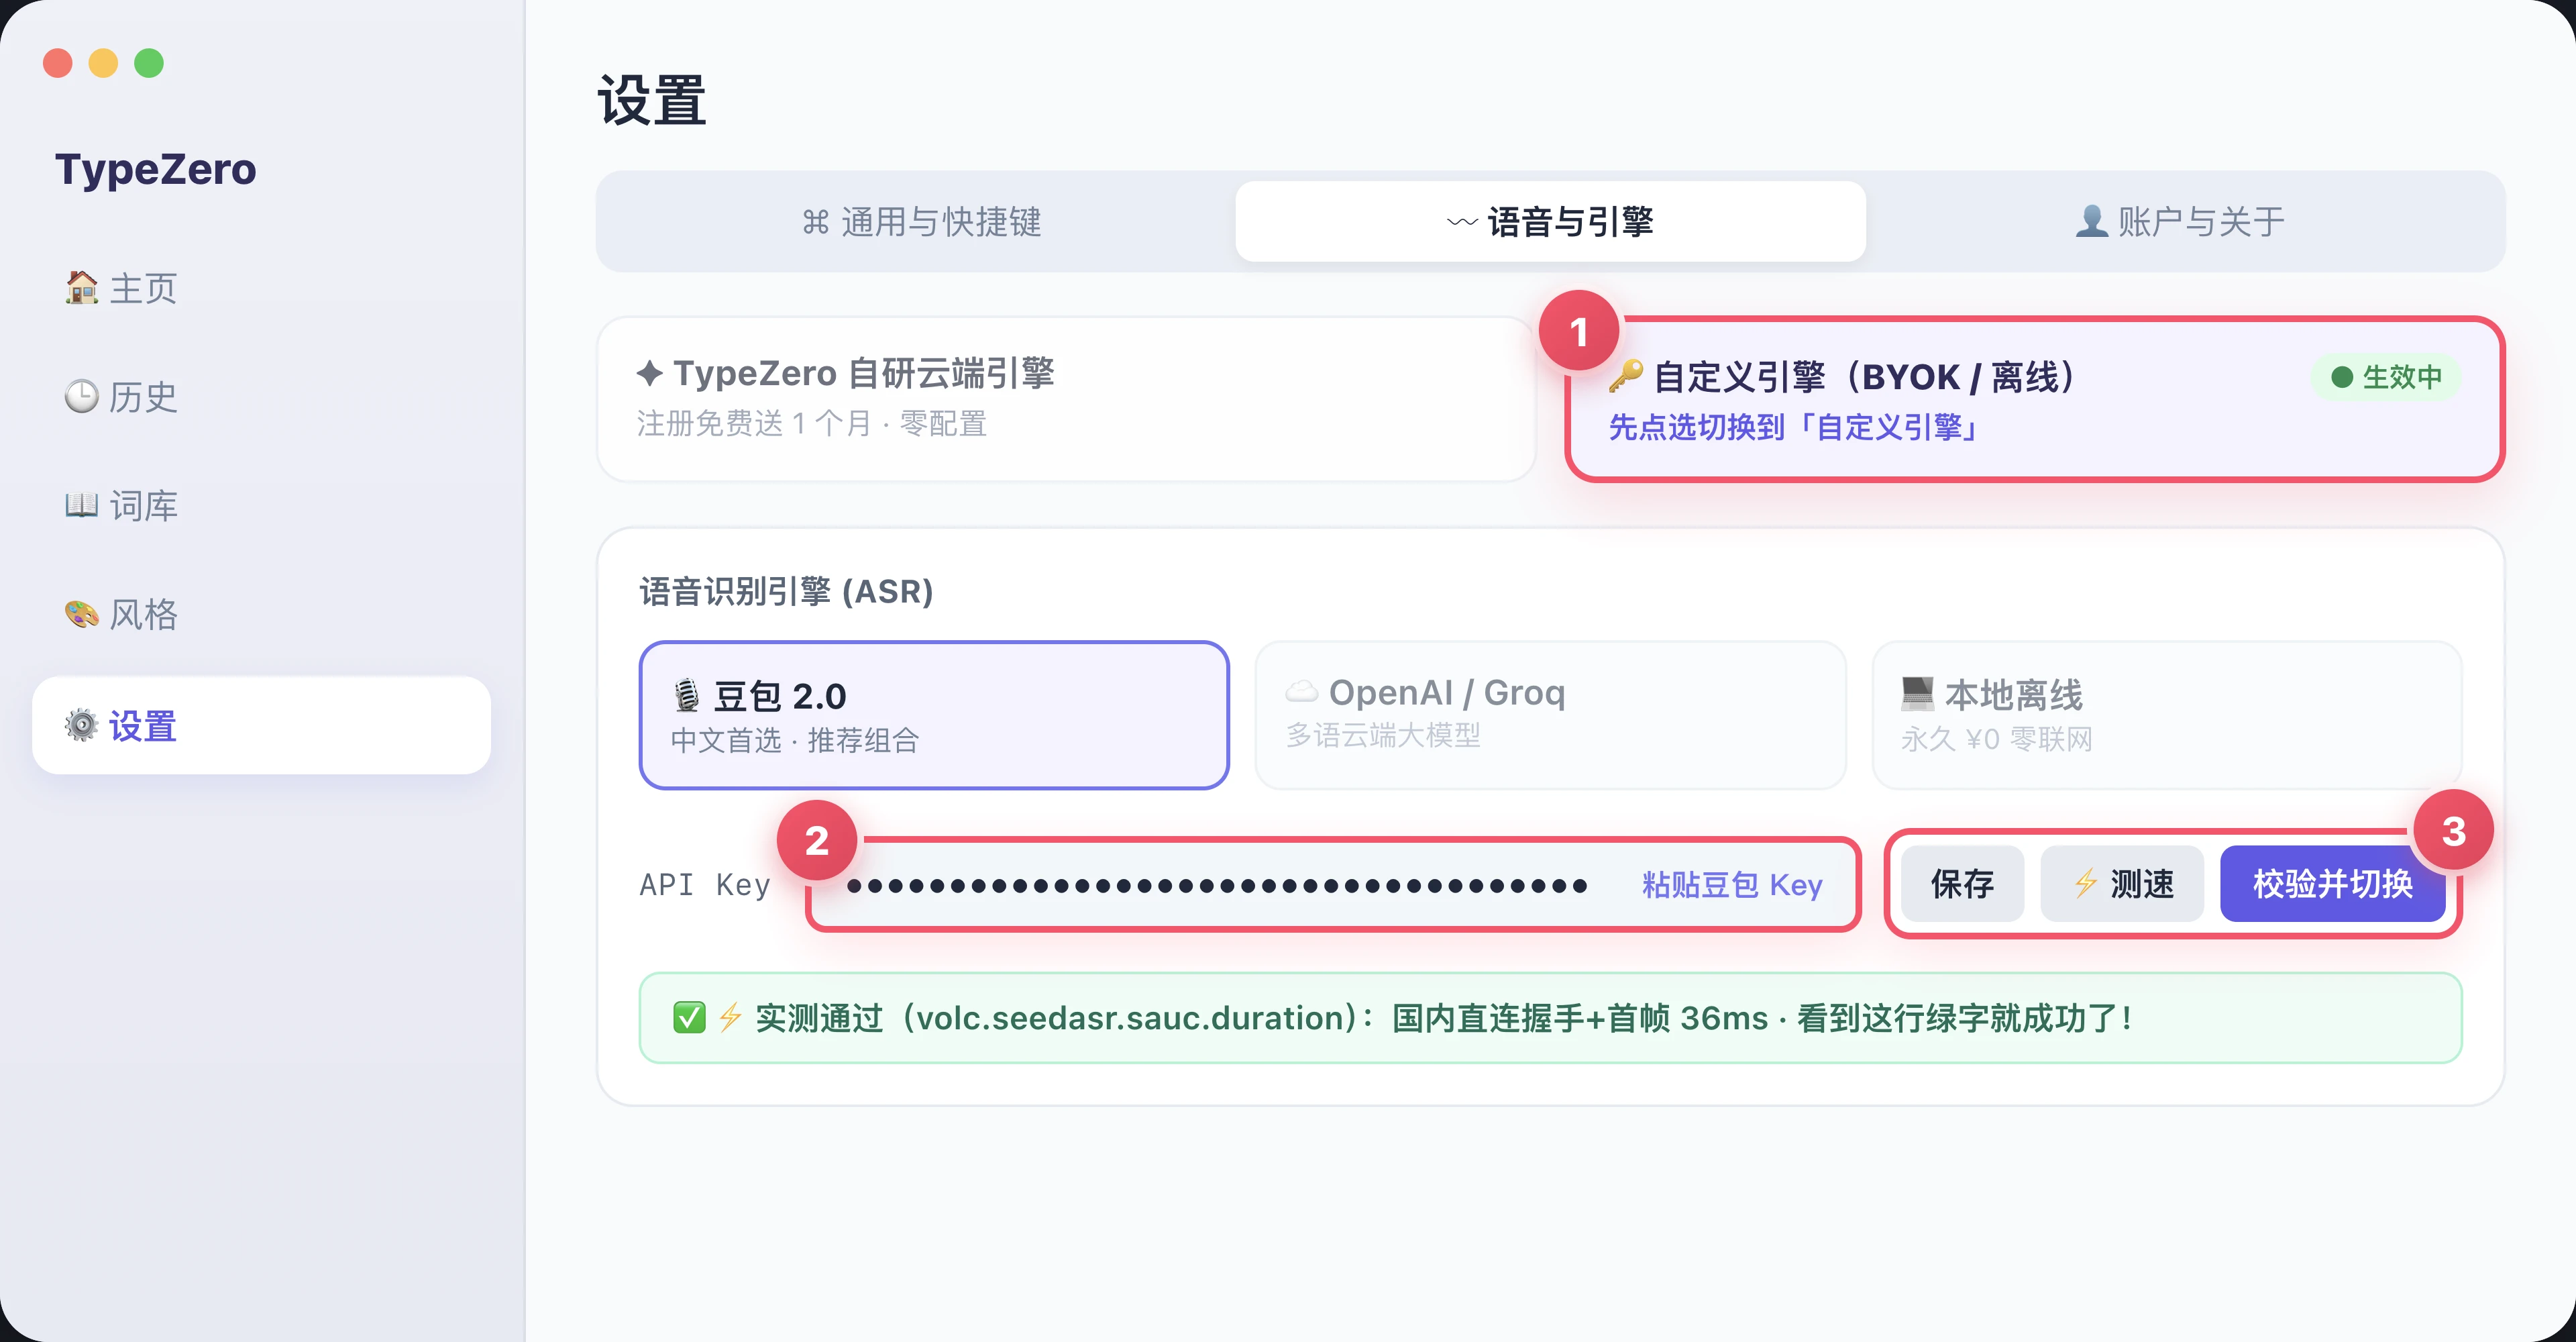 TypeZero
主页
历史
词库
风格
设置
设置
⌘ 通用与快捷键
语音与引擎
账户与关于
✦ TypeZero 自研云端引擎
注册免费送 1 个月 · 零配置
1
自定义引擎（BYOK / 离线）
生效中
先点选切换到「自定义引擎」
语音识别引擎 (ASR)
豆包 2.0
中文首选 · 推荐组合
OpenAI / Groq
多语云端大模型
本地离线
永久 ¥0 零联网
2
3
API Key
••••••••••••••••••••••••••••••••••••
粘贴豆包 Key
保存
⚡ 测速
校验并切换
✅ ⚡ 实测通过（volc.seedasr.sauc.duration）：国内直连握手+首帧 36ms · 看到这行绿字就成功了！